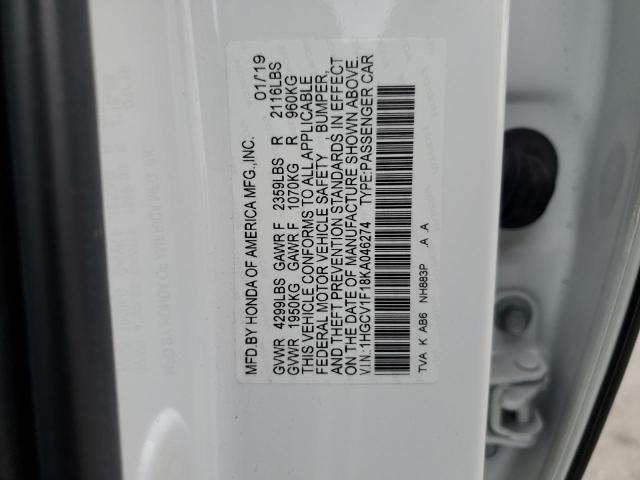 MFD.BY HONDA OF AMERICA MFG.,INC. 01/'19
GVWR 4299LBS GAWR F 2359LBS R 2116LBS
GVWR 1950KG GAWR F 1070KG R 960KG
THIS VEHICLE CONFORMS TO ALL APPLICABLE
FEDERAL MOTOR VEHICLE SAFETY BUMPER,
AND THEFT PREVENTION STANDARDS IN EFFECT
ON THE DATE OF MANUFACTURE SHOWN ABOVE.
V.I.N.:1HGCV1F18KA046274 TYPE:PASSENGER CAR
TVA K AB6 NH883P A A